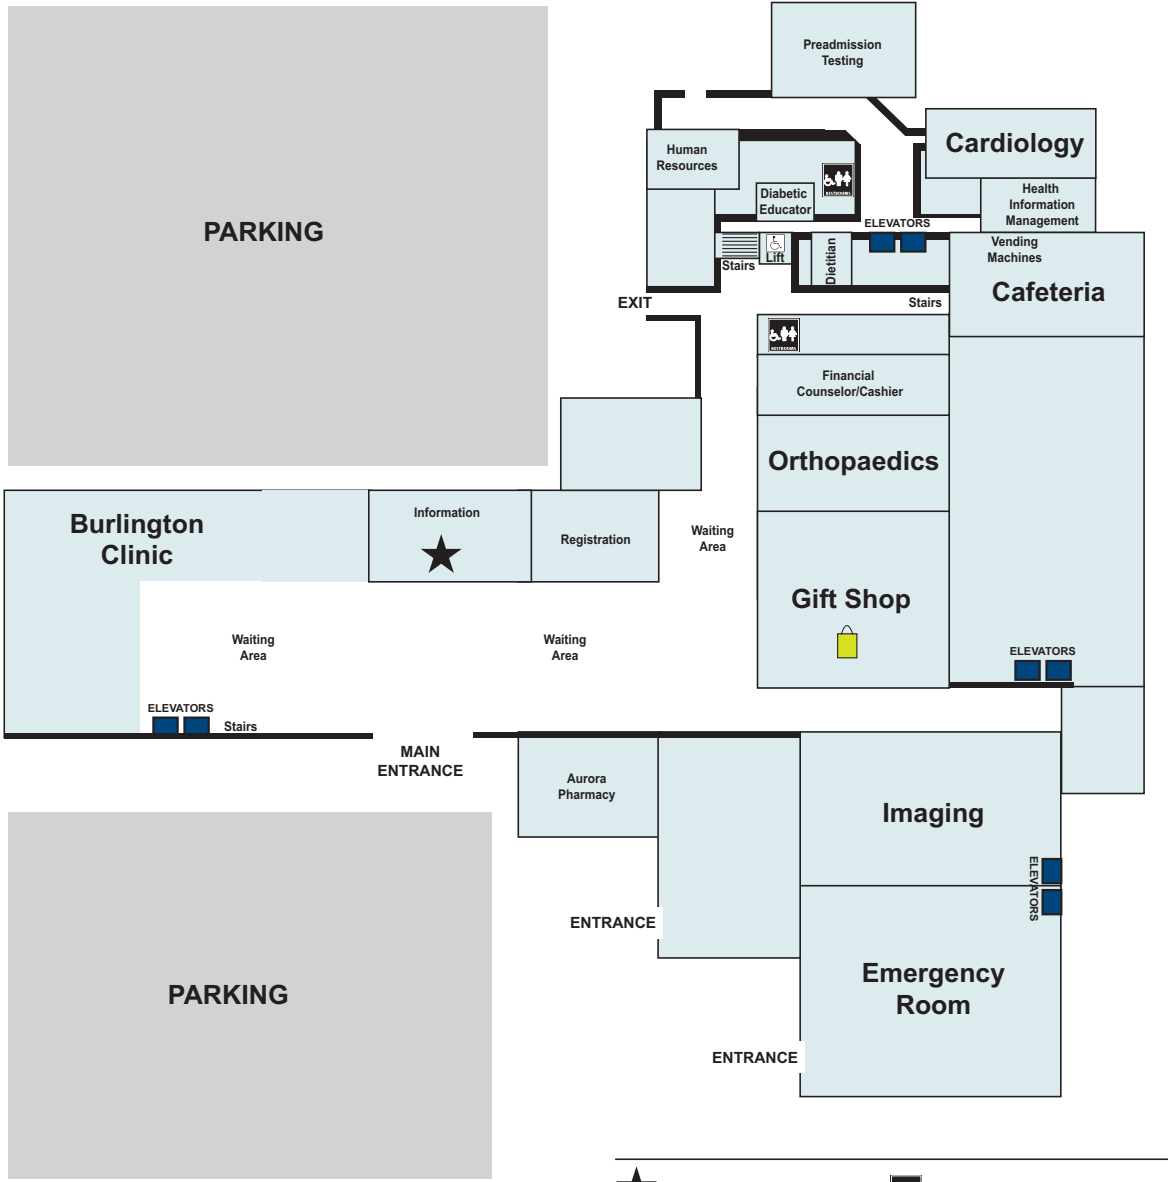 Preadmission
Testing
Cardiology
Human
Resources
RESTROOMS
Diabetic
Educator
Health
Information
Management
PARKING
ELEVATORS
Vending
Machines
Stairs
Lift
Dietitian
Cafeteria
EXIT
Stairs
RESTROOMS
Financial
Counselor/Cashier
Orthopaedics
Burlington
Clinic
Information
Registration
Waiting
Area
Gift Shop
Waiting
Area
Waiting
Area
ELEVATORS
ELEVATORS
Stairs
MAIN
ENTRANCE
Aurora
Pharmacy
Imaging
ELEVATORS
ENTRANCE
PARKING
Emergency
Room
ENTRANCE